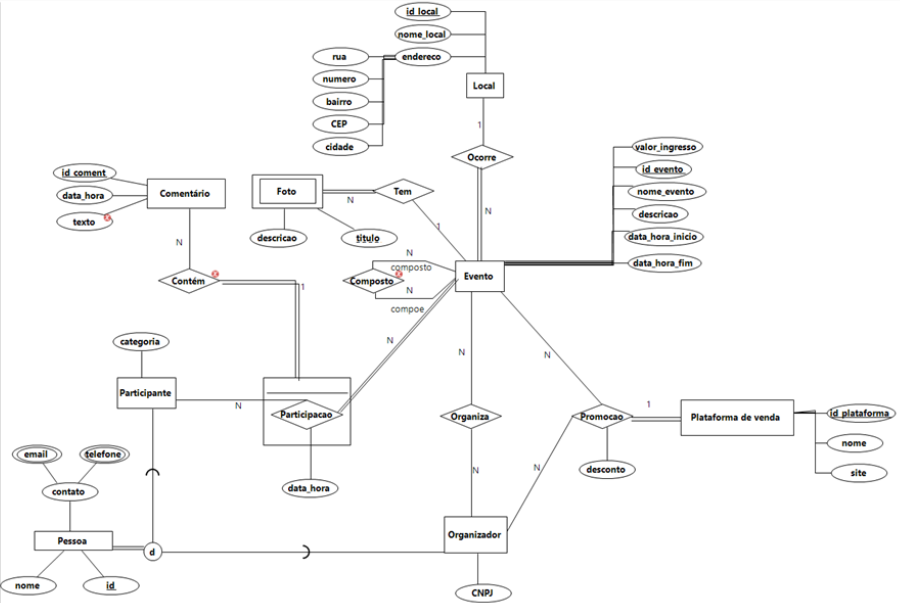 id_local
nome_local
rua
endereco
numero
bairro
CEP
cidade
Local
1
Ocorre
N
valor_ingresso
id_evento
nome_evento
descricao
data_hora_inicio
data_hora_fim
id_coment
data_hora
texto
Comentário
Foto
N
Tem
1
descricao
titulo
N
Contém
1
N
composto
Composto
N
compoe
Evento
N
N
N
categoria
Participante
N
Participacao
data_hora
Organiza
N
Promocao
1
Plataforma de venda
id_plataforma
nome
site
desconto
N
email
telefone
contato
Pessoa
d
nome
id
Organizador
CNPJ